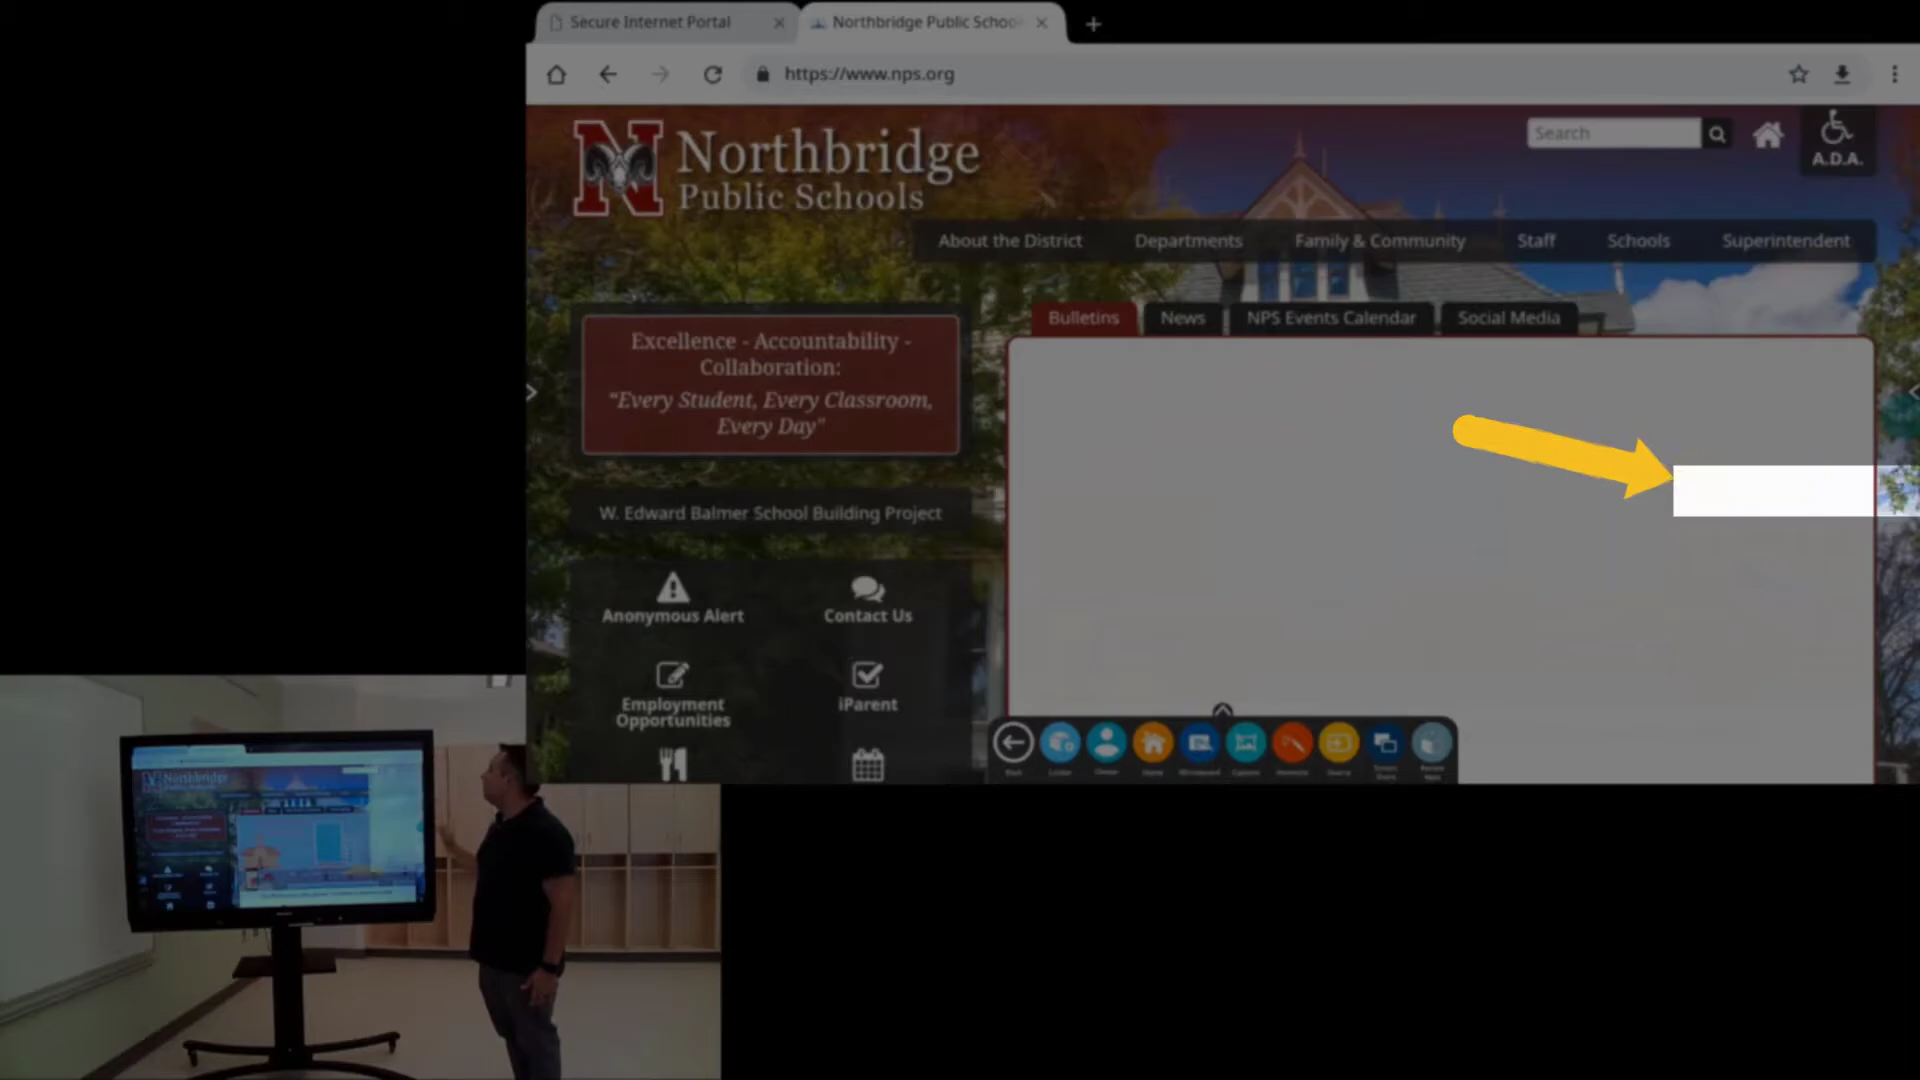 Secure Internet Portal
Northbridge Public Schoo
https://www.nps.org
Northbridge
Public Schools
Search
A.D.A.
About the District
Departments
Family & Community
Staff
Schools
Superintendent
Bulletins
News
NPS Events Calendar
Social Media
Excellence - Accountability -
Collaboration:
"Every Student, Every Classroom,
Every Day"
W. Edward Balmer School Building Project
Anonymous Alert
Contact Us
Employment
Opportunities
iParent